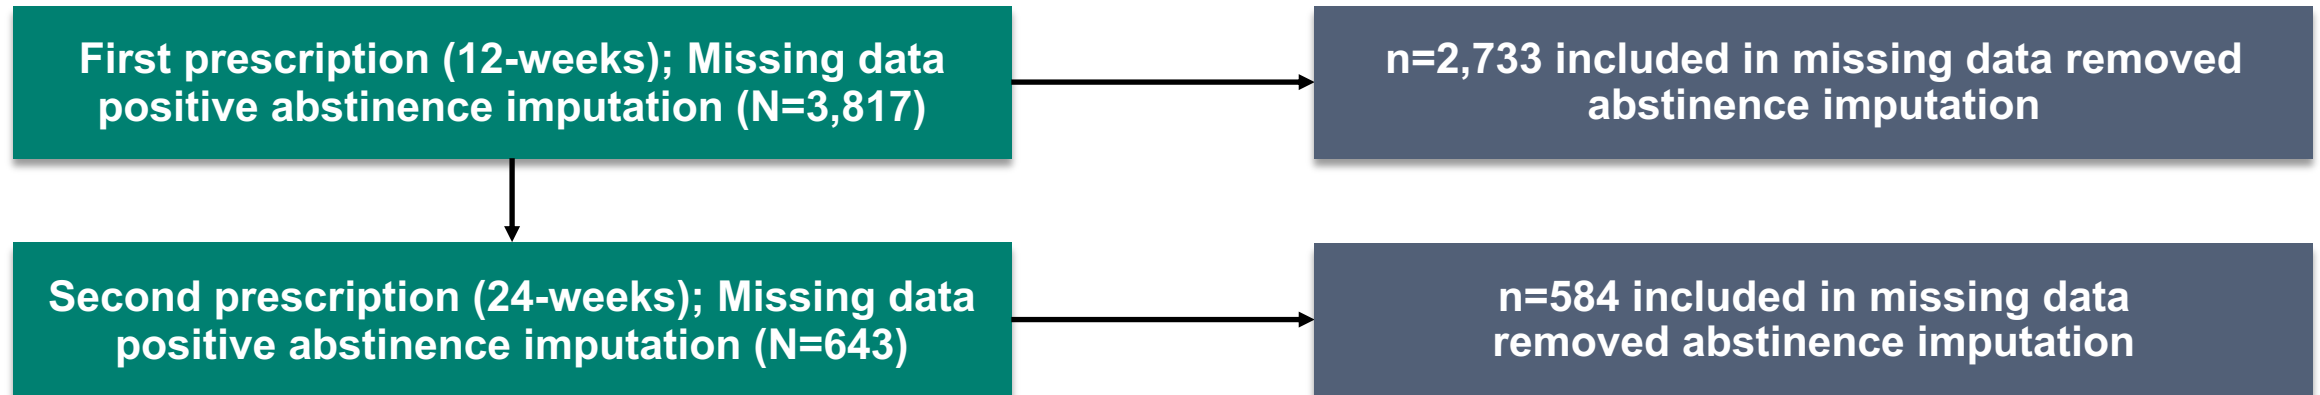 First prescription (12-weeks); Missing data
positive abstinence imputation (N=3,817)
n=2,733 included in missing data removed
abstinence imputation
Second prescription (24-weeks); Missing data
positive abstinence imputation (N=643)
n=584 included in missing data
removed abstinence imputation